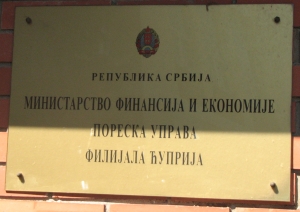 РЕПУБЛИКА СРБИЈА
МИНИСТАРСТВО ФИНАНСИЈА И ЕКОНОМИЈЕ
ПОРЕСКА УПРАВА
ФИЛИЈАЛА ЋУПРИЈА